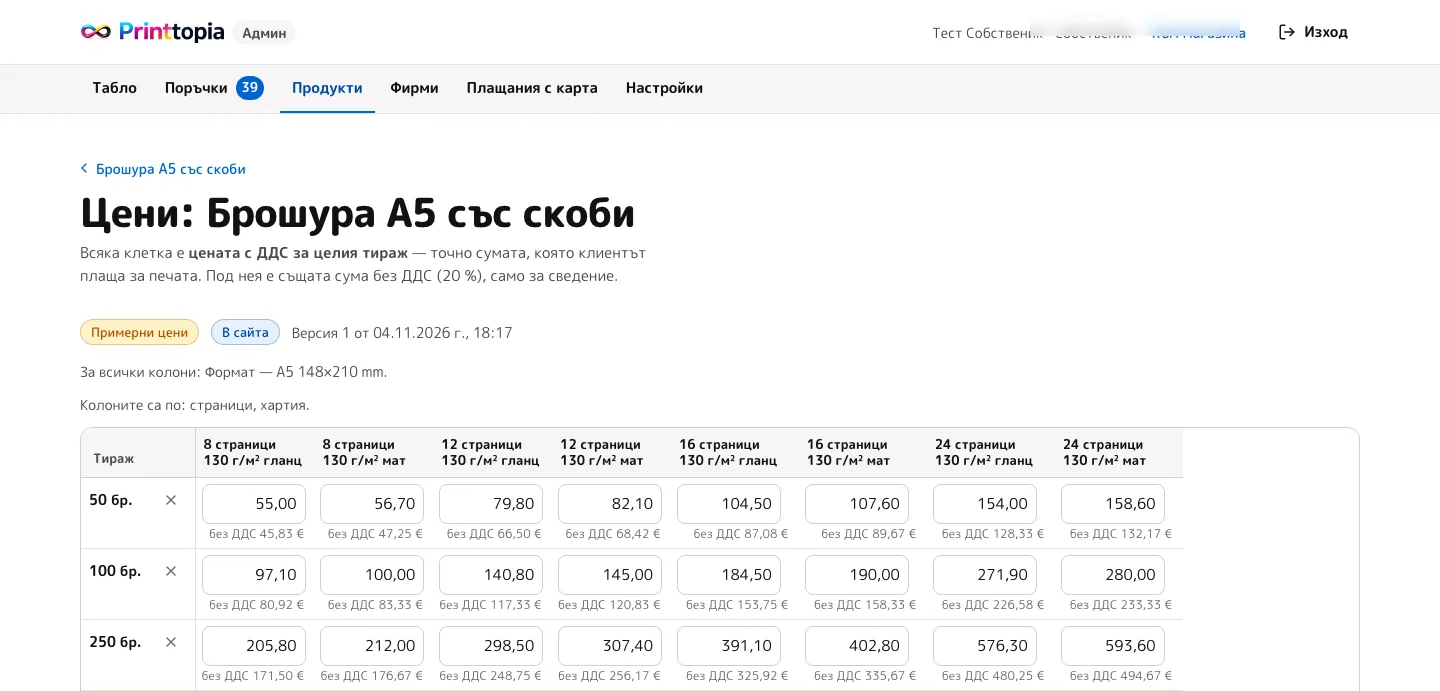 Printtopia Админ
Тест Собственик
Изход
Табло Поръчки 39 Продукти Фирми Плащания с карта Настройки
Брошура А5 със скоби
Цени: Брошура А5 със скоби
Всяка клетка е цената с ДДС за целия тираж — точно сумата, която клиентът
плаща за печата. Под нея е същата сума без ДДС (20 %), само за сведение.
Примерни цени В сайта Версия 1 от 04.11.2026 г., 18:17
За всички колони: Формат — A5 148×210 mm.
Колоните са по: страници, хартия.
8 страници 8 страници 12 страници 12 страници 16 страници 16 страници 24 страници 24 страници
Тираж 130 г/м² гланц 130 г/м² мат 130 г/м² гланц 130 г/м² мат 130 г/м² гланц 130 г/м² мат 130 г/м² гланц 130 г/м² мат
50 бр. 55,00 56,70 79,80 82,10 104,50 107,60 154,00 158,60
без ДДС 45,83 € без ДДС 47,25 € без ДДС 66,50 € без ДДС 68,42 € без ДДС 87,08 € без ДДС 89,67 € без ДДС 128,33 € без ДДС 132,17 €
100 бр. 97,10 100,00 140,80 145,00 184,50 190,00 271,90 280,00
без ДДС 80,92 € без ДДС 83,33 € без ДДС 117,33 € без ДДС 120,83 € без ДДС 153,75 € без ДДС 158,33 € без ДДС 226,58 € без ДДС 233,33 €
250 бр. 205,80 212,00 298,50 307,40 391,10 402,80 576,30 593,60
без ДДС 171,50 € без ДДС 176,67 € без ДДС 248,75 € без ДДС 256,17 € без ДДС 325,92 € без ДДС 335,67 € без ДДС 480,25 € без ДДС 494,67 €